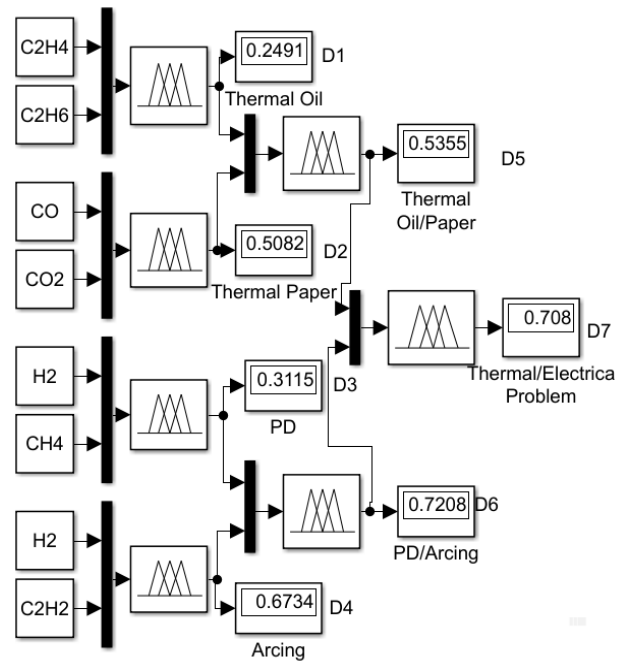 C2H4
C2H6
0.2491
D1
Thermal Oil
CO
CO2
0.5082
D2
Thermal Paper
0.5355
D5
Thermal
Oil/Paper
H2
CH4
0.3115
D3
PD
0.708
D7
Thermal/Electrica
Problem
H2
C2H2
0.6734
D4
Arcing
0.7208
D6
PD/Arcing